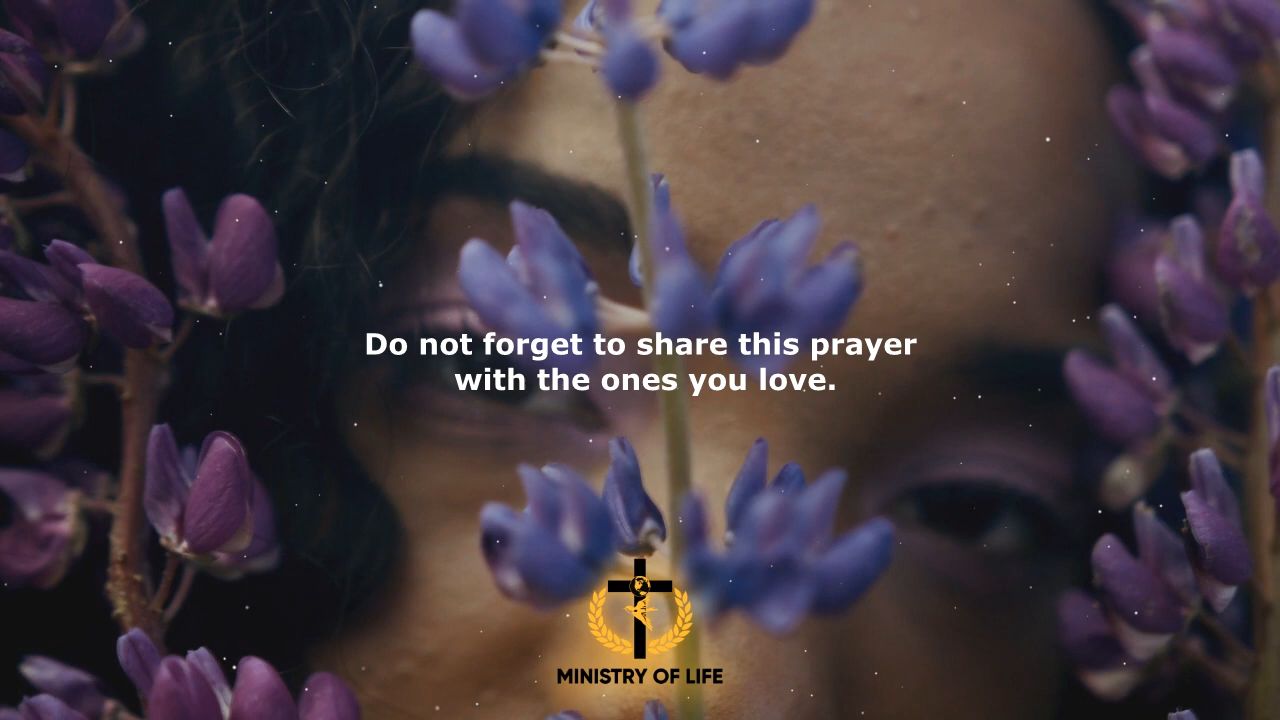 Do not forget to share this prayer
with the ones you love.
MINISTRY OF LIFE